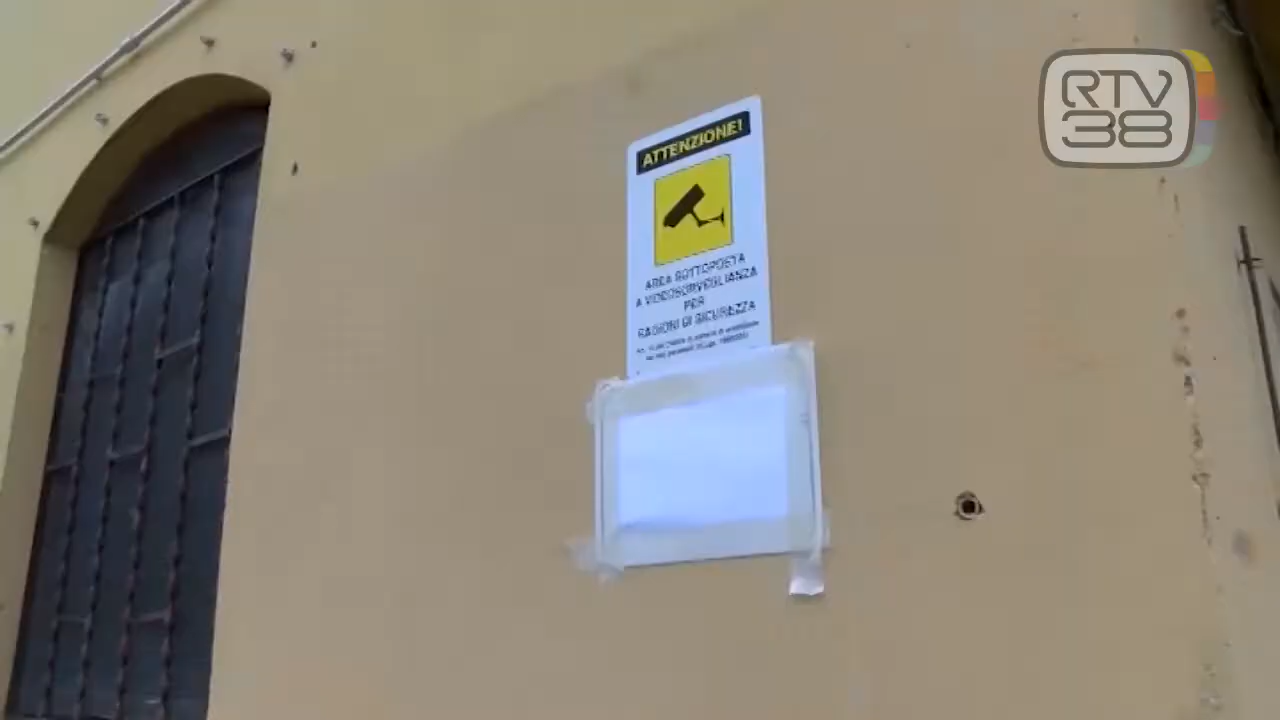 ATTENZIONE!
AREA SOTTOPOSTA
A VIDEOSORVEGLIANZA
PER
RAGIONI DI SICUREZZA
RTV
38